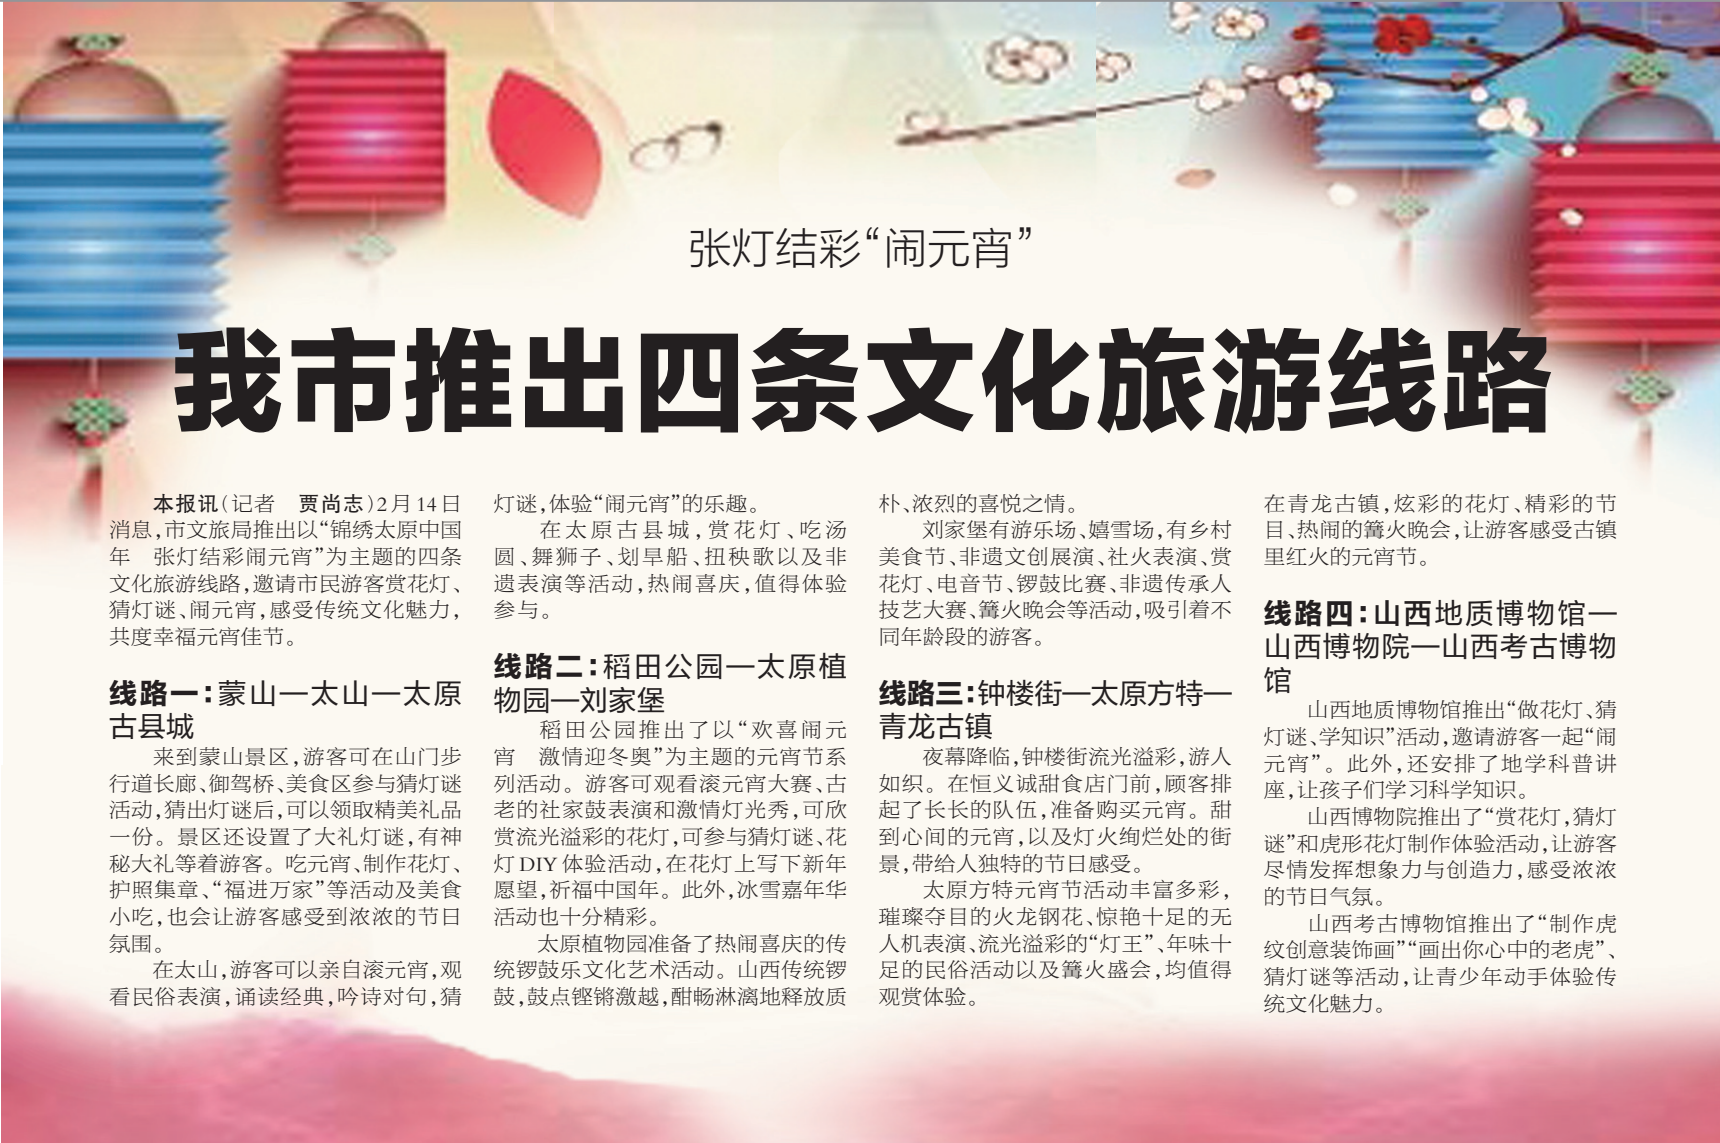 张灯结彩“闹元宵”
我市推出四条文化旅游线路
本报讯(记者　贾尚志)2月14日
消息,市文旅局推出以“锦绣太原中国
年　张灯结彩闹元宵”为主题的四条
文化旅游线路,邀请市民游客赏花灯、
猜灯谜、闹元宵,感受传统文化魅力,
共度幸福元宵佳节。
线路一:蒙山—太山—太原
古县城
来到蒙山景区,游客可在山门步
行道长廊、御驾桥、美食区参与猜灯谜
活动,猜出灯谜后,可以领取精美礼品
一份。景区还设置了大礼灯谜,有神
秘大礼等着游客。吃元宵、制作花灯、
护照集章、“福进万家”等活动及美食
小吃,也会让游客感受到浓浓的节日
氛围。
在太山,游客可以亲自滚元宵,观
看民俗表演,诵读经典,吟诗对句,猜
灯谜,体验“闹元宵”的乐趣。
在太原古县城,赏花灯、吃汤
圆、舞狮子、划旱船、扭秧歌以及非
遗表演等活动,热闹喜庆,值得体验
参与。
线路二:稻田公园—太原植
物园—刘家堡
稻田公园推出了以“欢喜闹元
宵　激情迎冬奥”为主题的元宵节系
列活动。游客可观看滚元宵大赛、古
老的社家鼓表演和激情灯光秀,可欣
赏流光溢彩的花灯,可参与猜灯谜、花
灯DIY体验活动,在花灯上写下新年
愿望,祈福中国年。此外,冰雪嘉年华
活动也十分精彩。
太原植物园准备了热闹喜庆的传
统锣鼓乐文化艺术活动。山西传统锣
鼓,鼓点铿锵激越,酣畅淋漓地释放质
朴、浓烈的喜悦之情。
刘家堡有游乐场、嬉雪场,有乡村
美食节、非遗文创展演、社火表演、赏
花灯、电音节、锣鼓比赛、非遗传承人
技艺大赛、篝火晚会等活动,吸引着不
同年龄段的游客。
线路三:钟楼街—太原方特—
青龙古镇
夜幕降临,钟楼街流光溢彩,游人
如织。在恒义诚甜食店门前,顾客排
起了长长的队伍,准备购买元宵。甜
到心间的元宵,以及灯火绚烂处的街
景,带给人独特的节日感受。
太原方特元宵节活动丰富多彩,
璀璨夺目的火龙钢花、惊艳十足的无
人机表演、流光溢彩的“灯王”、年味十
足的民俗活动以及篝火盛会,均值得
观赏体验。
在青龙古镇,炫彩的花灯、精彩的节
目、热闹的篝火晚会,让游客感受古镇
里红火的元宵节。
线路四:山西地质博物馆—
山西博物院—山西考古博物
馆
山西地质博物馆推出“做花灯、猜
灯谜、学知识”活动,邀请游客一起“闹
元宵”。此外,还安排了地学科普讲
座,让孩子们学习科学知识。
山西博物院推出了“赏花灯,猜灯
谜”和虎形花灯制作体验活动,让游客
尽情发挥想象力与创造力,感受浓浓
的节日气氛。
山西考古博物馆推出了“制作虎
纹创意装饰画”“画出你心中的老虎”、
猜灯谜等活动,让青少年动手体验传
统文化魅力。